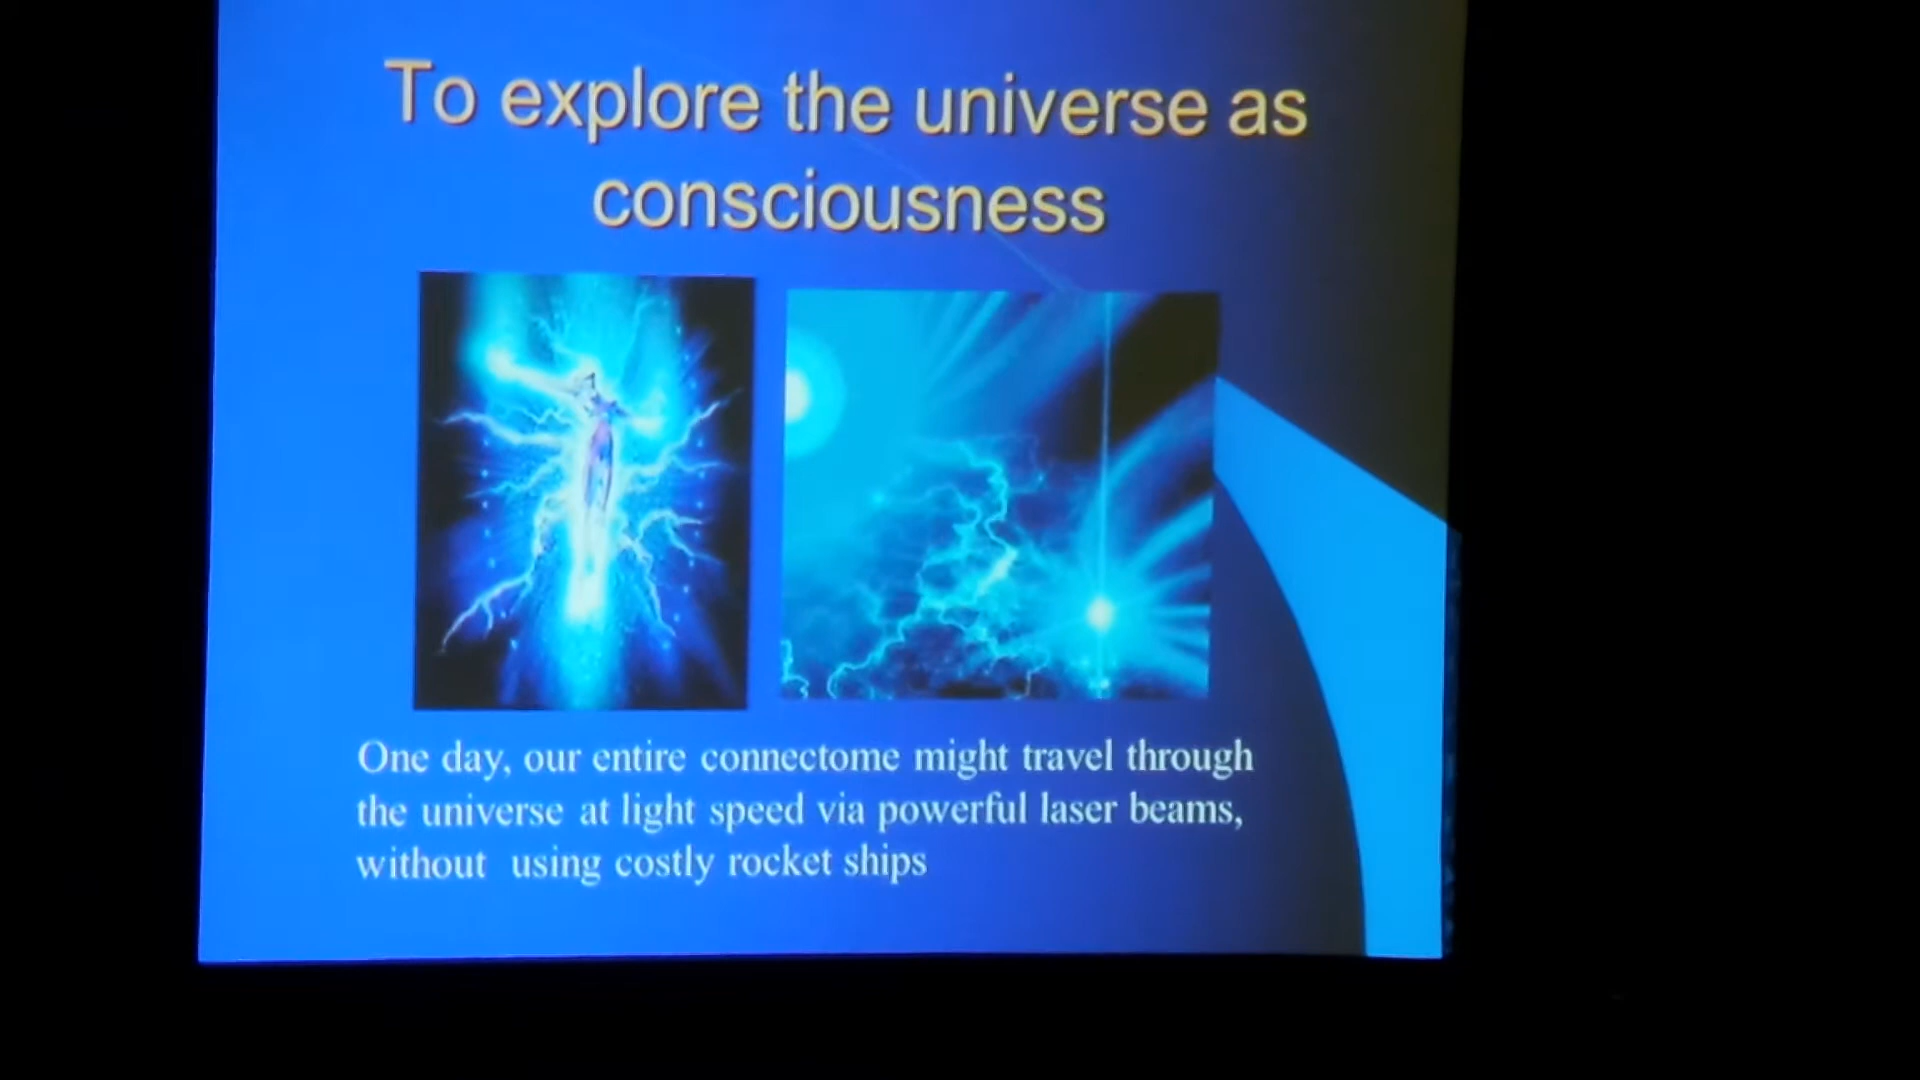 To explore the universe as
consciousness
One day, our entire connectome might travel through
the universe at light speed via powerful laser beams,
without using costly rocket ships